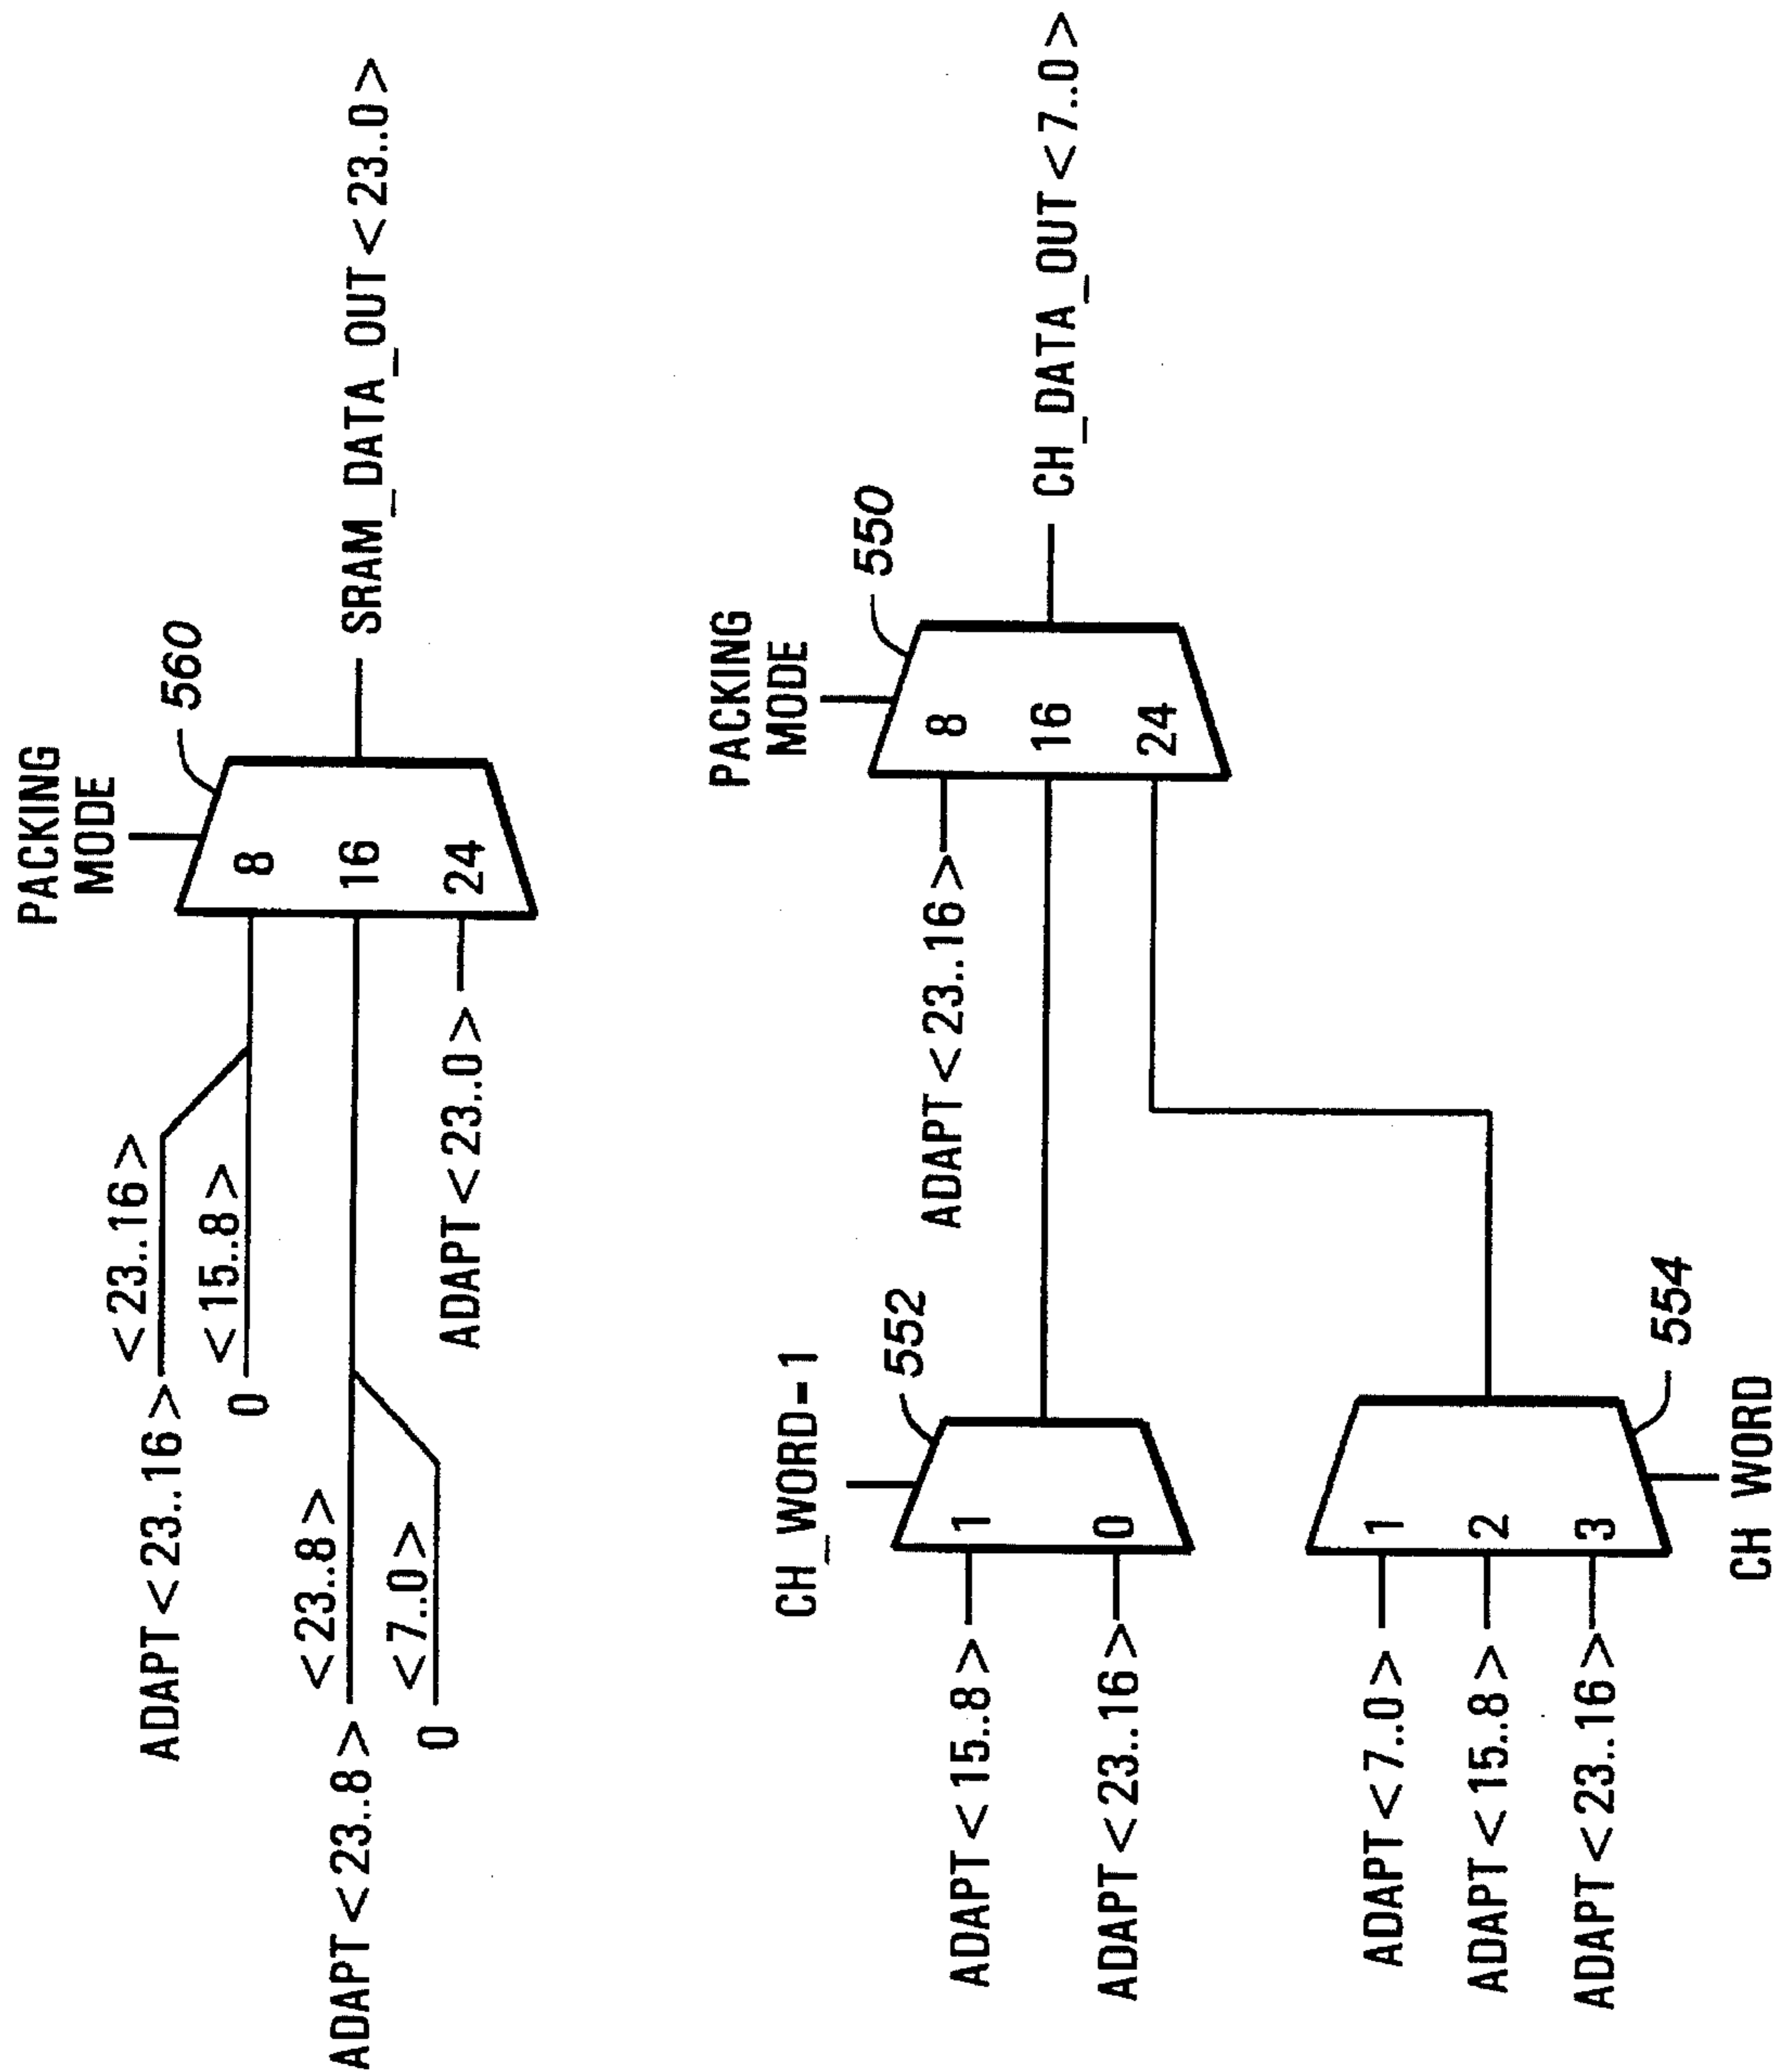 PACKING
MODE
560
ADAPT<23..16>
<23..16>
0
<15..8>
8
ADAPT<23..8>
<23..8>
16
SRAM_DATA_OUT<23..0>
0
<7..0>
ADAPT<23..0>
24
PACKING
MODE
550
ADAPT<23..16>
8
16
CH_DATA_OUT<7..0>
24
CH_WORD=1
552
ADAPT<15..8>
1
ADAPT<23..16>
0
ADAPT<7..0>
1
ADAPT<15..8>
2
ADAPT<23..16>
3
554
CH WORD